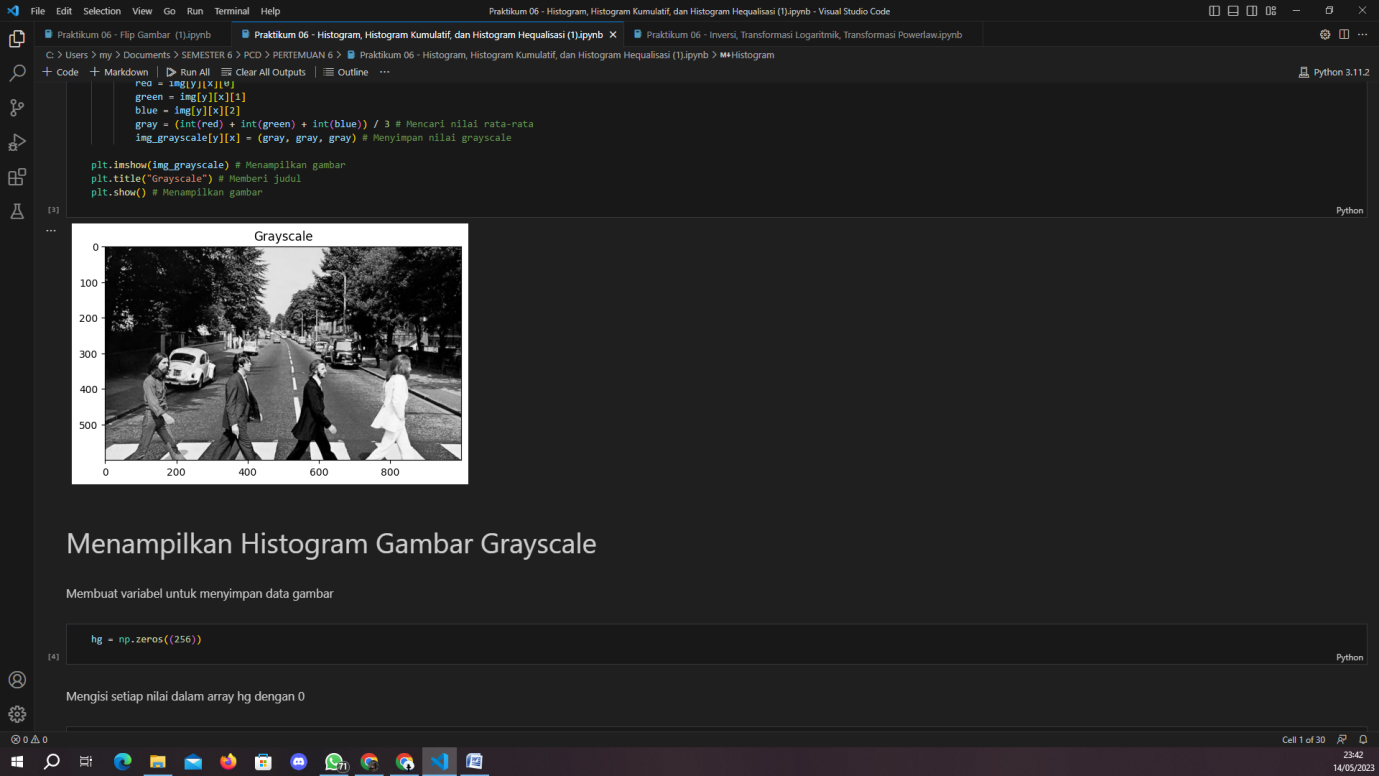 File Edit Selection View Go Run Terminal Help
Praktikum 06 - Histogram, Histogram Kumulatif, dan Histogram Hequalisasi (1).ipynb - Visual Studio Code
Praktikum 06 - Flip Gambar (1).ipynb
Praktikum 06 - Histogram, Histogram Kumulatif, dan Histogram Hequalisasi (1).ipynb
Praktikum 06 - Inversi, Transformasi Logaritmik, Transformasi Powerlaw.ipynb
C: > Users > my > Documents > SEMESTER 6 > PCD > PERTEMUAN 6 > Praktikum 06 - Histogram, Histogram Kumulatif, dan Histogram Hequalisasi (1).ipynb > M↓Histogram
+ Code + Markdown Run All Clear All Outputs Outline ...
Python 3.11.2
red = img[y][x][0]
green = img[y][x][1]
blue = img[y][x][2]
gray = (int(red) + int(green) + int(blue)) / 3 # Mencari nilai rata-rata
img_grayscale[y][x] = (gray, gray, gray) # Menyimpan nilai grayscale
plt.imshow(img_grayscale) # Menampilkan gambar
plt.title("Grayscale") # Memberi judul
plt.show() # Menampilkan gambar
[3]
Python
...
Grayscale
0
100
200
300
400
500
0 200 400 600 800
Menampilkan Histogram Gambar Grayscale
Membuat variabel untuk menyimpan data gambar
hg = np.zeros((256))
[4]
Python
Mengisi setiap nilai dalam array hg dengan 0
0 0
Cell 1 of 30
71
23:42
14/05/2023